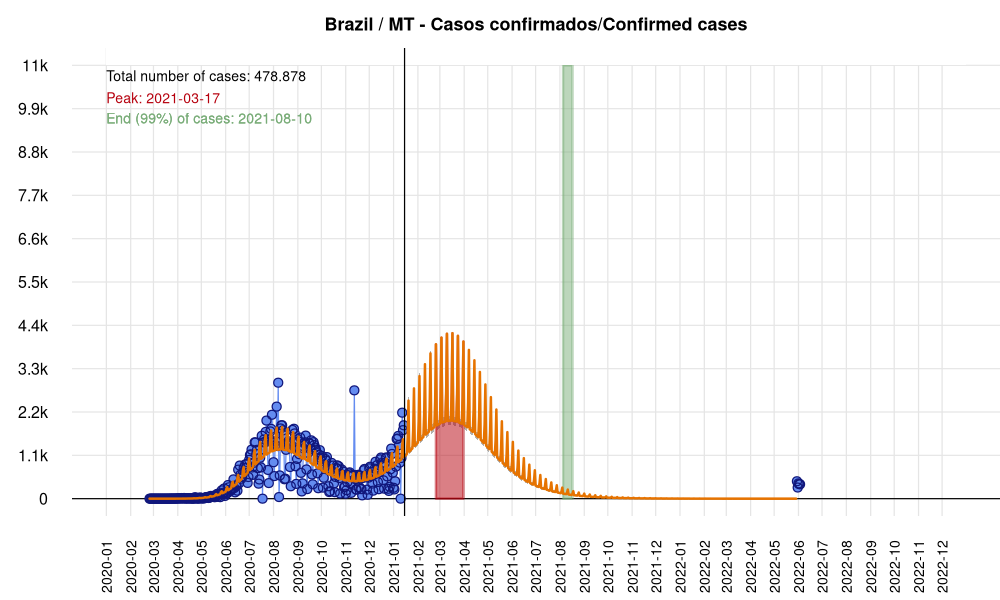 Brazil / MT - Casos confirmados/Confirmed cases
Total number of cases: 478.878
Peak: 2021-03-17
End (99%) of cases: 2021-08-10
11k
9.9k
8.8k
7.7k
6.6k
5.5k
4.4k
3.3k
2.2k
1.1k
0
2020-01
2020-02
2020-03
2020-04
2020-05
2020-06
2020-07
2020-08
2020-09
2020-10
2020-11
2020-12
2021-01
2021-02
2021-03
2021-04
2021-05
2021-06
2021-07
2021-08
2021-09
2021-10
2021-11
2021-12
2022-01
2022-02
2022-03
2022-04
2022-05
2022-06
2022-07
2022-08
2022-09
2022-10
2022-11
2022-12